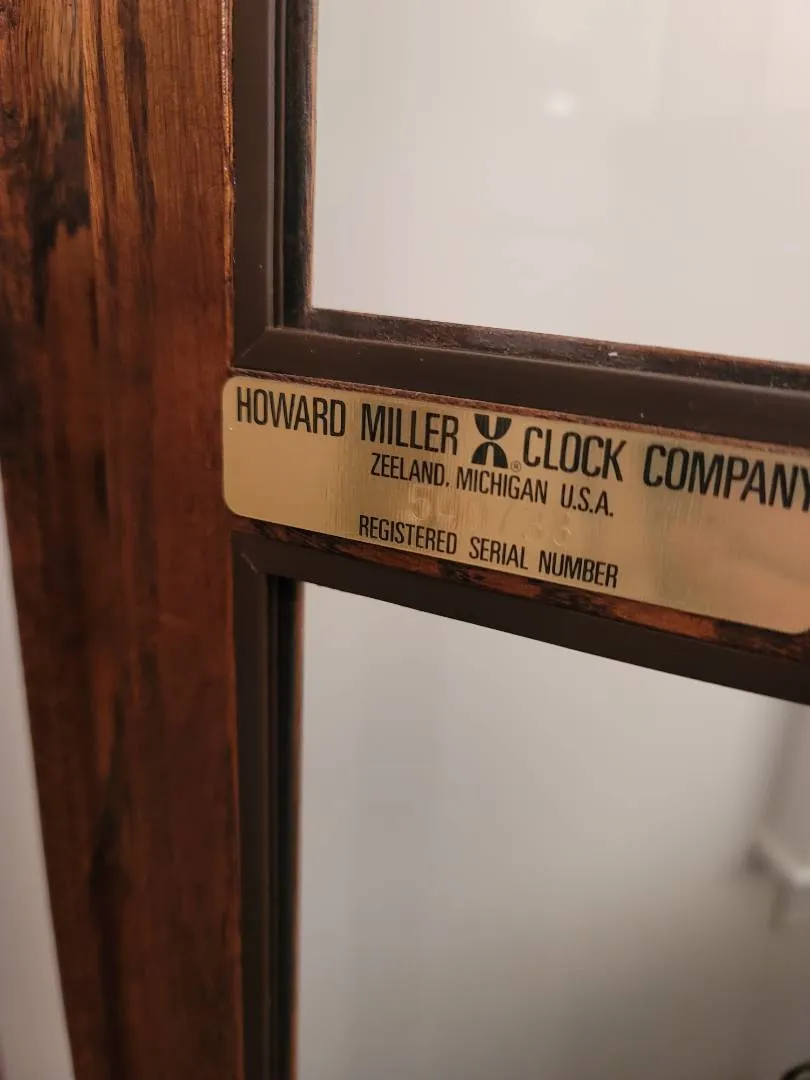 HOWARD MILLER CLOCK COMPANY
ZEELAND, MICHIGAN U.S.A.
REGISTERED SERIAL NUMBER